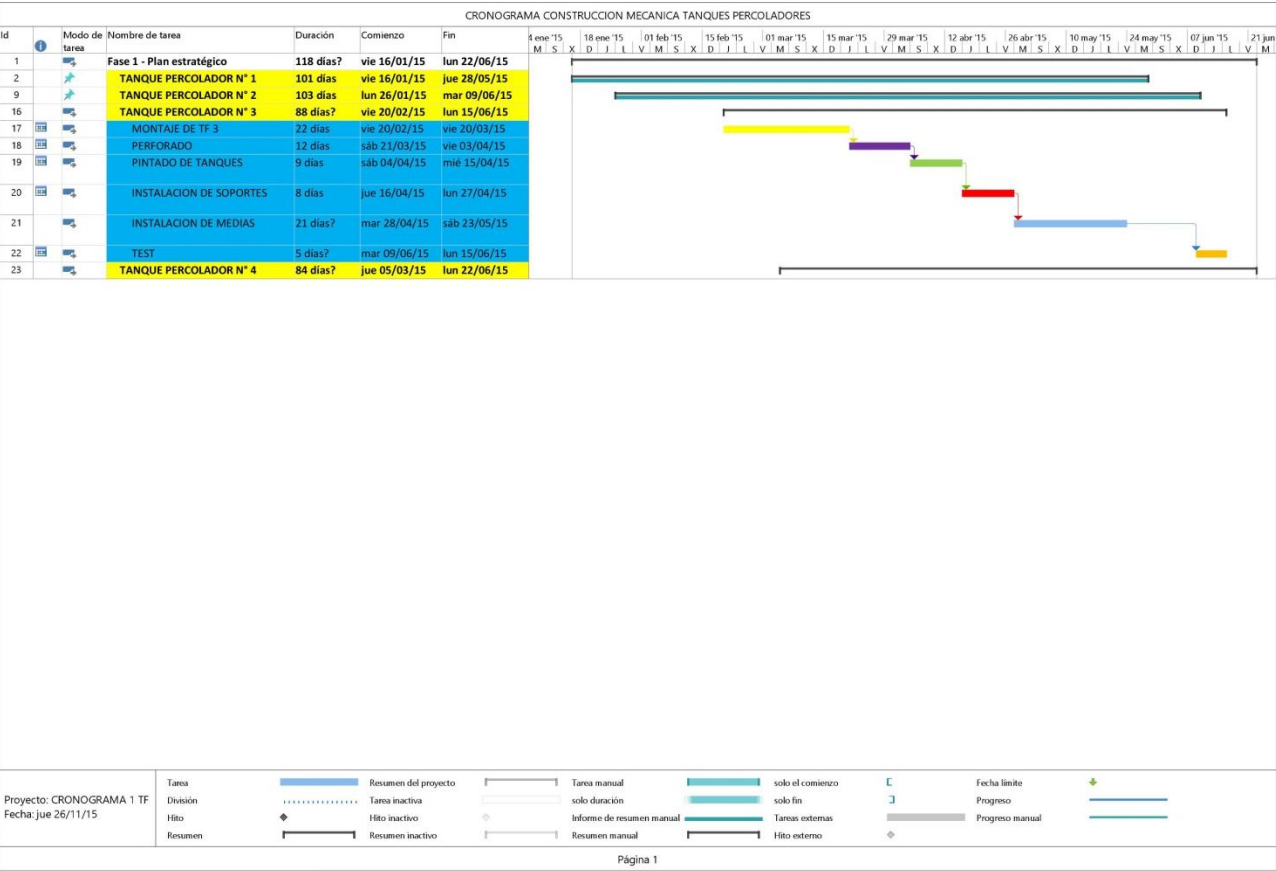 CRONOGRAMA CONSTRUCCION MECANICA TANQUES PERCOLADORES
Id Modo de tarea Nombre de tarea Duración Comienzo Fin
4 ene '15 18 ene '15 01 feb '15 15 feb '15 01 mar '15 15 mar '15 29 mar '15 12 abr '15 26 abr '15 10 may '15 24 may '15 07 jun '15 21 jun
M S X D J L V M S X D J L V M S X D J L V M S X D J L V M S X D J L V M S X D J L V M
1 Fase 1 - Plan estratégico 118 días? vie 16/01/15 lun 22/06/15
2 TANQUE PERCOLADOR N° 1 101 días vie 16/01/15 jue 28/05/15
9 TANQUE PERCOLADOR N° 2 103 días lun 26/01/15 mar 09/06/15
16 TANQUE PERCOLADOR N° 3 88 días? vie 20/02/15 lun 15/06/15
17 MONTAJE DE TF 3 22 días vie 20/02/15 vie 20/03/15
18 PERFORADO 12 días sáb 21/03/15 vie 03/04/15
19 PINTADO DE TANQUES 9 días sáb 04/04/15 mié 15/04/15
20 INSTALACION DE SOPORTES 8 días jue 16/04/15 lun 27/04/15
21 INSTALACION DE MEDIAS 21 días? mar 28/04/15 sáb 23/05/15
22 TEST 5 días? mar 09/06/15 lun 15/06/15
23 TANQUE PERCOLADOR N° 4 84 días? jue 05/03/15 lun 22/06/15
Proyecto: CRONOGRAMA 1 TF
Fecha: jue 26/11/15
Tarea Resumen del proyecto Tarea manual solo el comienzo Fecha límite
División Tarea inactiva solo duración solo fin Progreso
Hito Hito inactivo Informe de resumen manual Tareas externas Progreso manual
Resumen Resumen inactivo Resumen manual Hito externo
Página 1